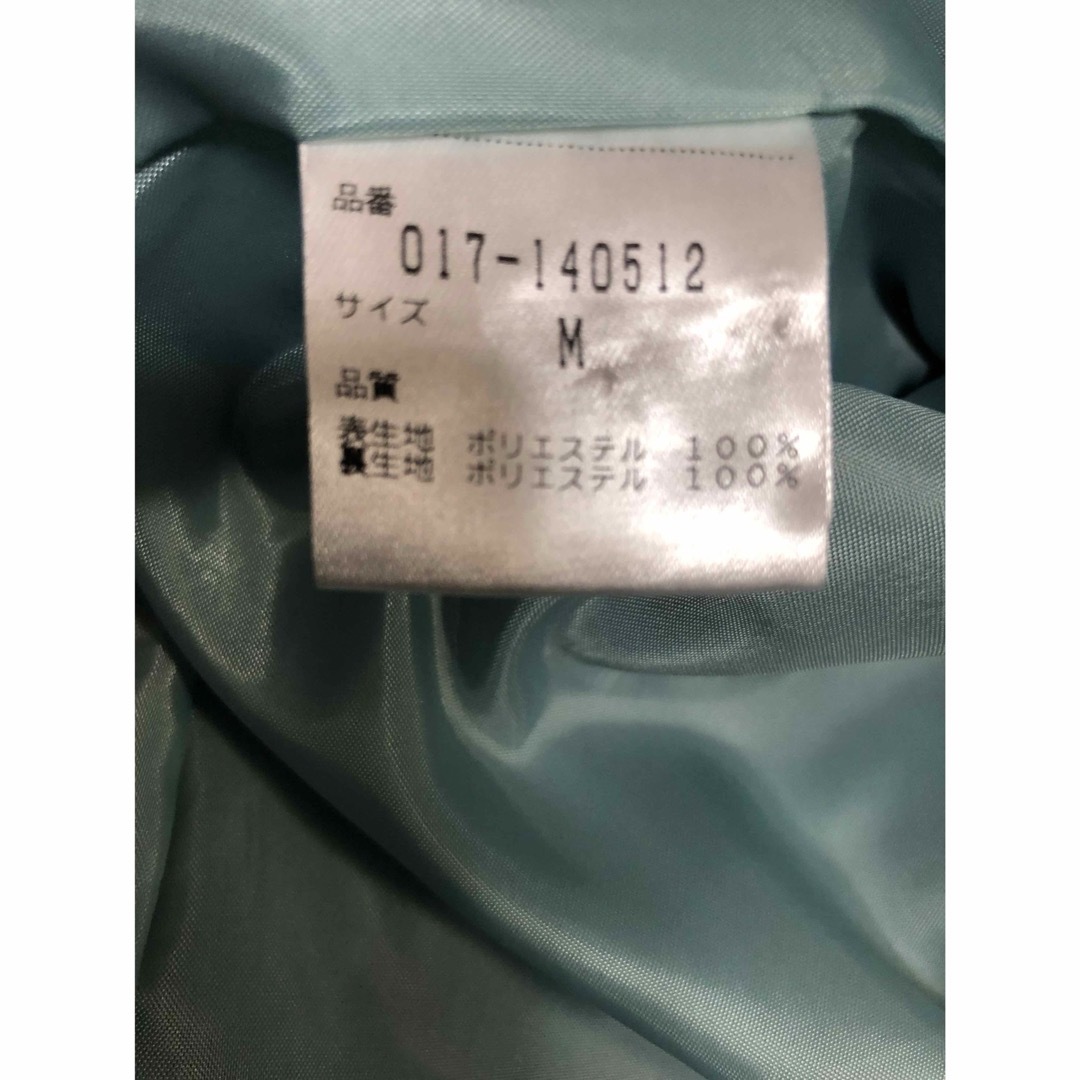 品番
017-140512
サイズ
M
品質
表生地 ポリエステル 100%
裏生地 ポリエステル 100%